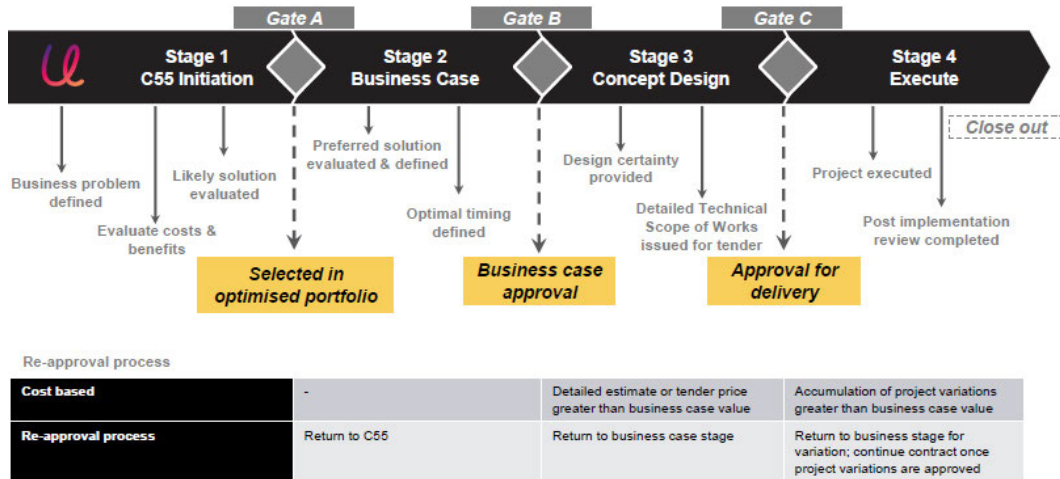 Gate A
Gate B
Gate C
Stage 1
C55 Initiation
Stage 2
Business Case
Stage 3
Concept Design
Stage 4
Execute
Close out
Business problem
defined
Evaluate costs &
benefits
Likely solution
evaluated
Preferred solution
evaluated & defined
Optimal timing
defined
Design certainty
provided
Detailed Technical
Scope of Works
issued for tender
Project executed
Post implementation
review completed
Selected in
optimised portfolio
Business case
approval
Approval for
delivery
Re-approval process
Cost based
-
Detailed estimate or tender price
greater than business case value
Accumulation of project variations
greater than business case value
Re-approval process
Return to C55
Return to business case stage
Return to business stage for
variation; continue contract once
project variations are approved